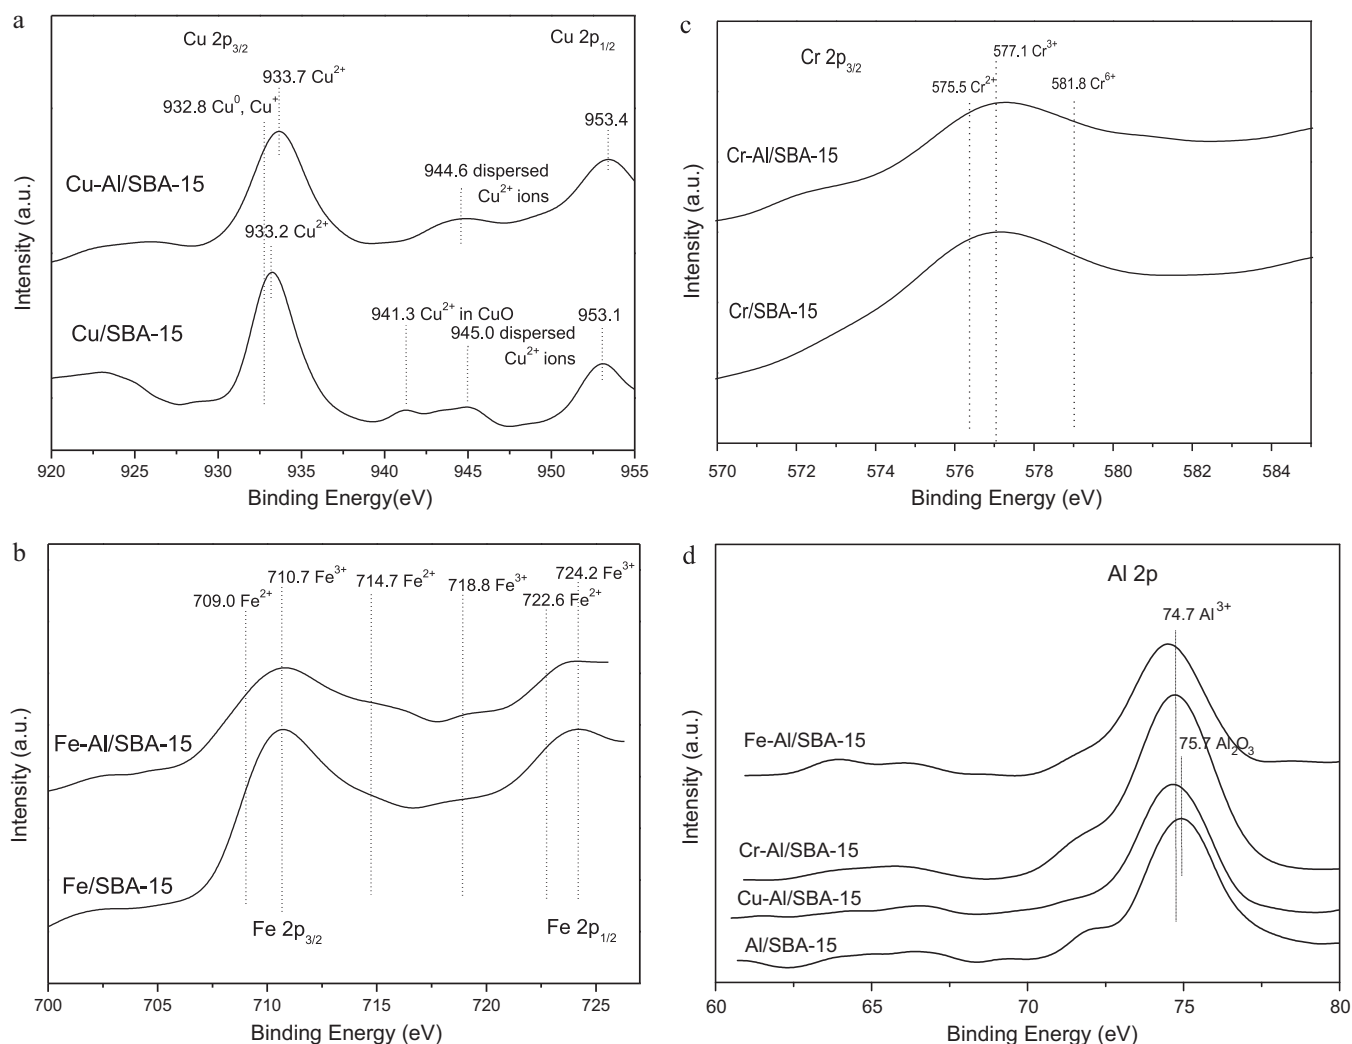 a
Cu 2p3/2
Cu 2p1/2
933.7 Cu2+
932.8 Cu0, Cu+
953.4
Cu-Al/SBA-15
944.6 dispersed
Cu2+ ions
933.2 Cu2+
941.3 Cu2+ in CuO
953.1
Cu/SBA-15
945.0 dispersed
Cu2+ ions
Intensity (a.u.)
920 925 930 935 940 945 950 955
Binding Energy(eV)
c
Cr 2p3/2
577.1 Cr3+
575.5 Cr2+
581.8 Cr6+
Cr-Al/SBA-15
Cr/SBA-15
Intensity (a.u.)
570 572 574 576 578 580 582 584
Binding Energy (eV)
b
710.7 Fe3+
714.7 Fe2+
718.8 Fe3+
724.2 Fe3+
709.0 Fe2+
722.6 Fe2+
Fe-Al/SBA-15
Fe/SBA-15
Fe 2p3/2
Fe 2p1/2
Intensity (a.u.)
700 705 710 715 720 725
Binding Energy (eV)
d
Al 2p
74.7 Al3+
Fe-Al/SBA-15
75.7 Al2O3
Cr-Al/SBA-15
Cu-Al/SBA-15
Al/SBA-15
Intensity (a.u.)
60 65 70 75 80
Binding Energy (eV)